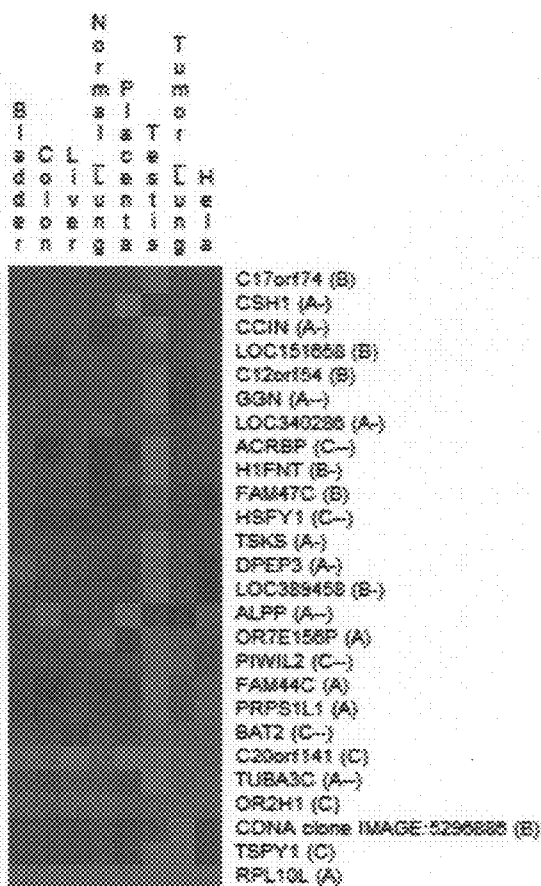 Bladder
Colon
Liver
Normal_Lung
Placenta
Testis
Tumor_Lung
Hela
C17orf74 (B)
CSH1 (A-)
CCIN (A-)
LOC151658 (B)
C12orf54 (B)
GGN (A--)
LOC340286 (A-)
ACRBP (C--)
H1FNT (B-)
FAM47C (B)
HSFY1 (C--)
TSKS (A-)
DPEP3 (A-)
LOC389458 (B-)
ALPP (A--)
OR7E156P (A)
PIWIL2 (C--)
FAM44C (A)
PRPS1L1 (A)
BAT2 (C--)
C20orf141 (C)
TUBA3C (A--)
OR2H1 (C)
CDNA clone IMAGE:5296886 (B)
TSPY1 (C)
RPL10L (A)